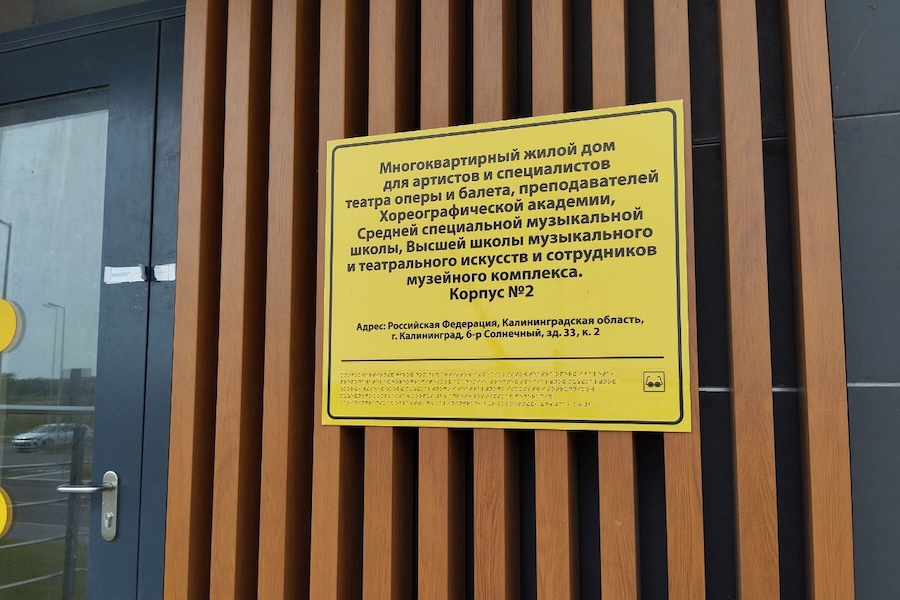 Многоквартирный жилой дом
для артистов и специалистов
театра оперы и балета, преподавателей
Хореографической академии,
Средней специальной музыкальной
школы, Высшей школы музыкального
и театрального искусств и сотрудников
музейного комплекса.
Корпус №2
Адрес: Российская Федерация, Калининградская область,
г. Калининград, б-р Солнечный, зд. 33, к. 2